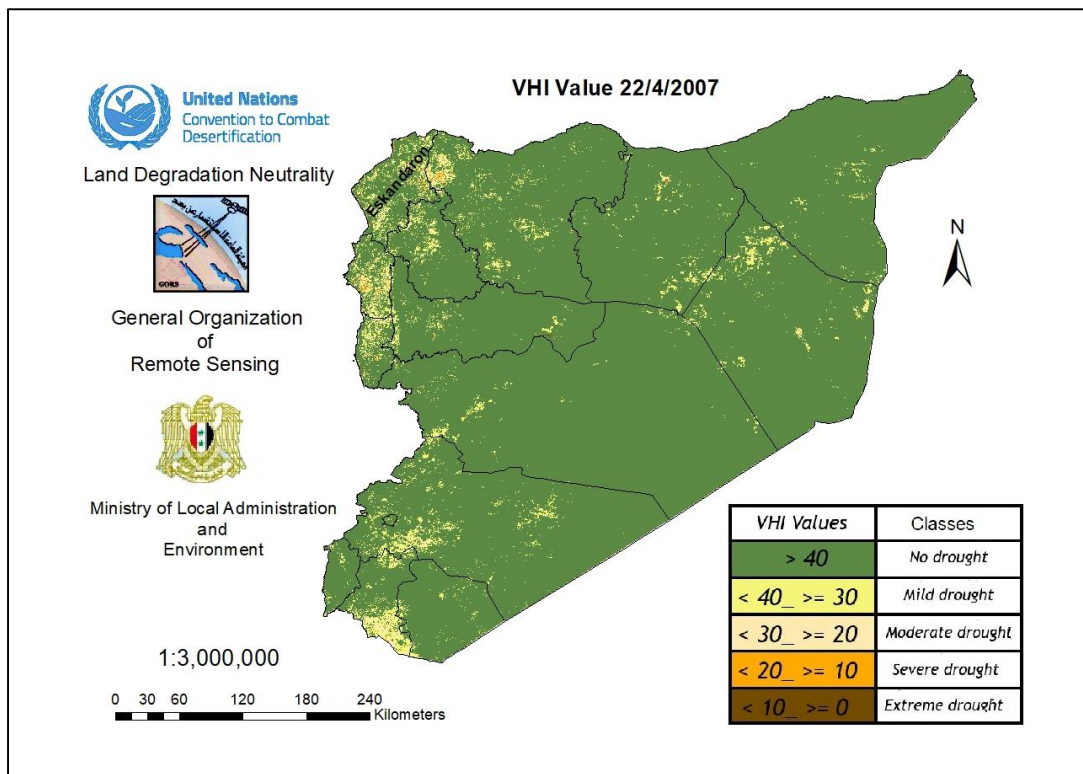 VHI Value 22/4/2007
United Nations
Convention to Combat
Desertification
Land Degradation Neutrality
GORS
General Organization
of
Remote Sensing
Ministry of Local Administration
and
Environment
Eskandaron
N
1:3,000,000
0 30 60 120 180 240
Kilometers
VHI Values Classes
> 40 No drought
< 40_ >= 30 Mild drought
< 30_ >= 20 Moderate drought
< 20_ >= 10 Severe drought
< 10_ >= 0 Extreme drought